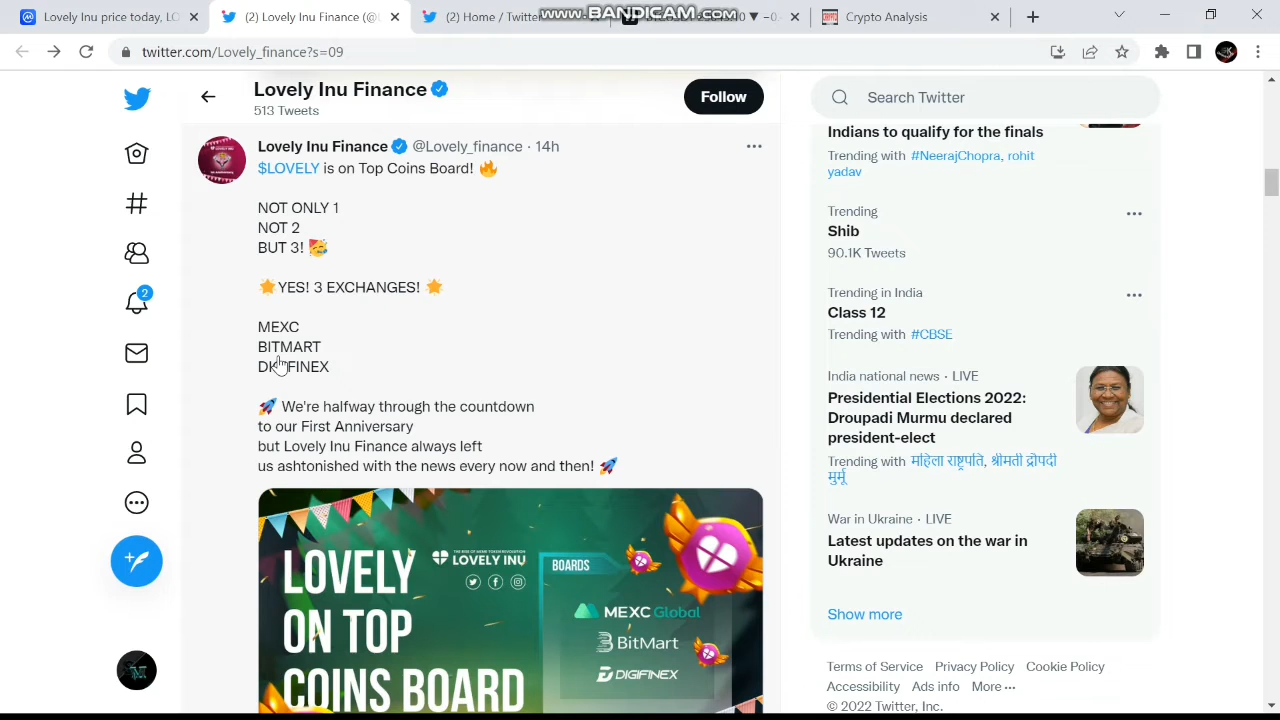 Lovely Inu price today, LO
(2) Lovely Inu Finance (@L
(2) Home / Twitter
www.BANDICAM.com
Crypto Analysis
twitter.com/Lovely_finance?s=09
Lovely Inu Finance
513 Tweets
Follow
Search Twitter
Lovely Inu Finance @Lovely_finance · 14h
$LOVELY is on Top Coins Board! 🔥
NOT ONLY 1
NOT 2
BUT 3! 🥳
🌟YES! 3 EXCHANGES! 🌟
MEXC
BITMART
🚀 We're halfway through the countdown
to our First Anniversary
but Lovely Inu Finance always left
us ashtonished with the news every now and then! 🚀
LOVELY
ON TOP
COINS BOARD
LOVELY INU
BOARDS
MEXC Global
BitMart
DIGIFINEX
2
Indians to qualify for the finals
Trending with #NeerajChopra, rohit
yadav
Trending
Shib
90.1K Tweets
Trending in India
Class 12
Trending with #CBSE
India national news · LIVE
Presidential Elections 2022:
Droupadi Murmu declared
president-elect
Trending with महिला राष्ट्रपति, श्रीमती द्रोपदी
मुर्मू
War in Ukraine · LIVE
Latest updates on the war in
Ukraine
Show more
Terms of Service Privacy Policy Cookie Policy
Accessibility Ads info More ···
© 2022 Twitter, Inc.